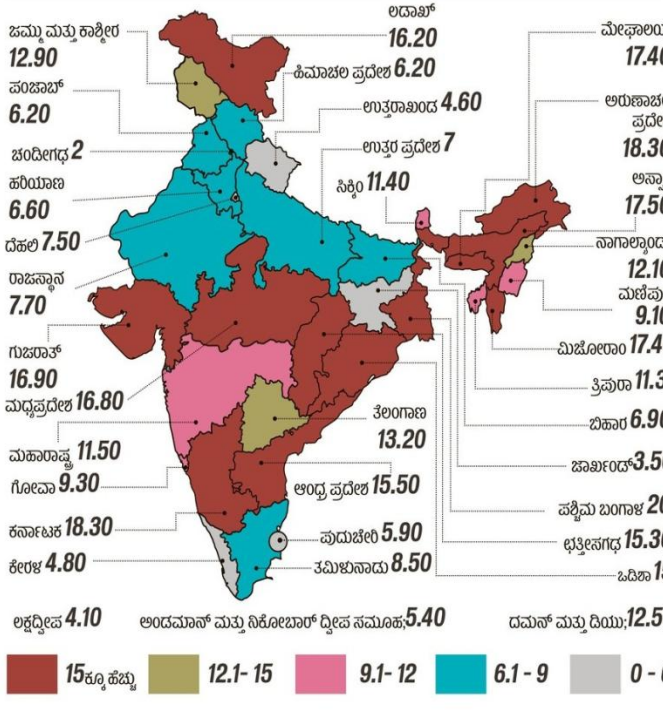 ಲಡಾಖ್
16.20
ಜಮ್ಮು ಮತ್ತು ಕಾಶ್ಮೀರ
12.90
ಹಿಮಾಚಲ ಪ್ರದೇಶ 6.20
ಪಂಜಾಬ್
6.20
ಉತ್ತರಾಖಂಡ 4.60
ಚಂಡೀಗಢ 2
ಉತ್ತರ ಪ್ರದೇಶ 7
ಹರಿಯಾಣ
6.60
ಸಿಕ್ಕಿಂ 11.40
ದೆಹಲಿ 7.50
ರಾಜಸ್ಥಾನ
7.70
ಗುಜರಾತ್
16.90
ಮಧ್ಯಪ್ರದೇಶ 16.80
ಮಹಾರಾಷ್ಟ್ರ 11.50
ಗೋವಾ 9.30
ಕರ್ನಾಟಕ 18.30
ಕೇರಳ 4.80
ಮೇಘಾಲಯ
17.40
ಅರುಣಾಚಲ
ಪ್ರದೇಶ
18.30
17.50
12.10
9.10
ಮಿಜೋರಾಂ 17.4
ತ್ರಿಪುರಾ 11.3
ಬಿಹಾರ 6.90
ಜಾರ್ಖಂಡ್ 3.50
ಪಶ್ಚಿಮ ಬಂಗಾಳ 20
ಛತ್ತೀಸಗಢ 15.30
ಒಡಿಶಾ
ತೆಲಂಗಾಣ
13.20
ಆಂಧ್ರ ಪ್ರದೇಶ 15.50
ಪುದುಚೇರಿ 5.90
ತಮಿಳುನಾಡು 8.50
ಲಕ್ಷದ್ವೀಪ 4.10 ಅಂಡಮಾನ್ ಮತ್ತು ನಿಕೋಬಾರ್ ದ್ವೀಪ ಸಮೂಹ;5.40 ದಮನ್ ಮತ್ತು ದಿಯು;12.5
15ಕ್ಕೂ ಹೆಚ್ಚು 12.1- 15 9.1- 12 6.1 - 9 0 -